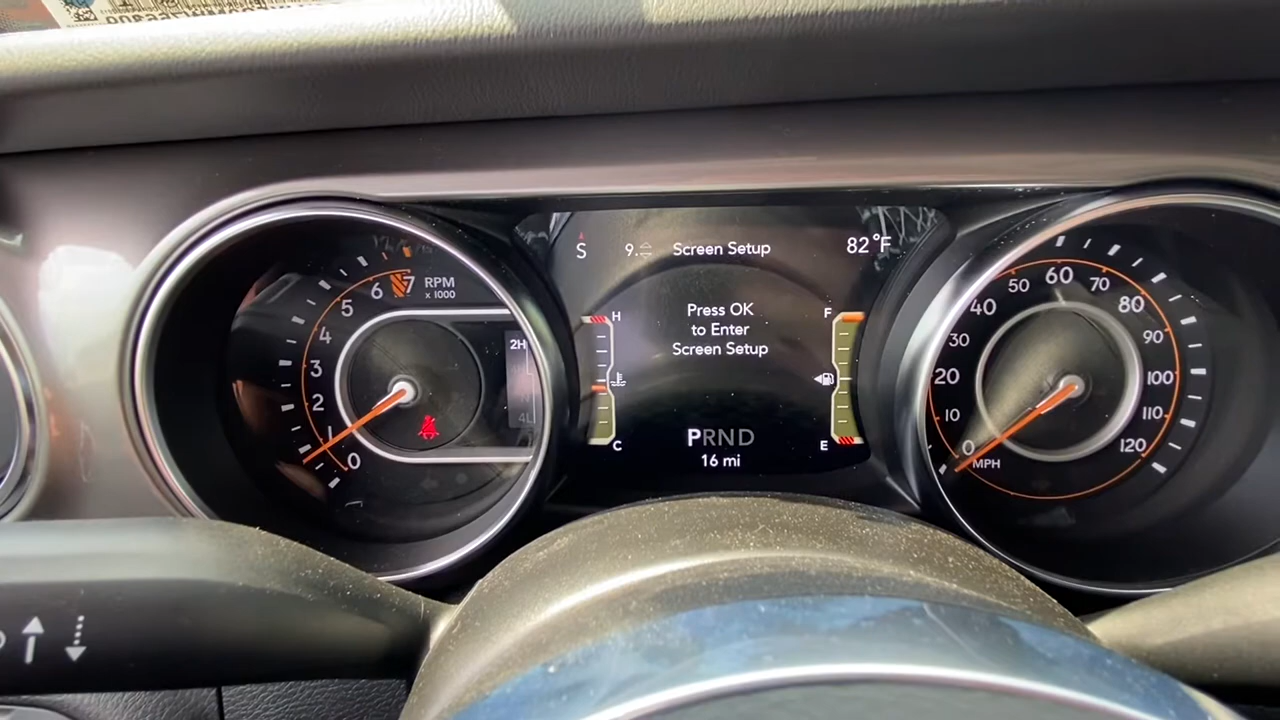 S 9. Screen Setup 82°F
Press OK
to Enter
Screen Setup
H
C
F
E
PRND
16 mi
RPM
x 1000
0
1
2
3
4
5
6
7
2H
4L
0
10
20
30
40
50
60
70
80
90
100
110
120
MPH